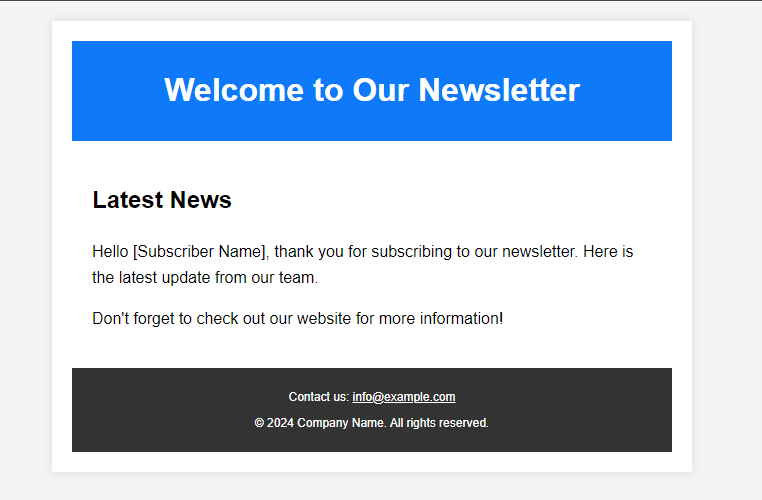 Welcome to Our Newsletter
Latest News
Hello [Subscriber Name], thank you for subscribing to our newsletter. Here is
the latest update from our team.
Don't forget to check out our website for more information!
Contact us: info@example.com
© 2024 Company Name. All rights reserved.